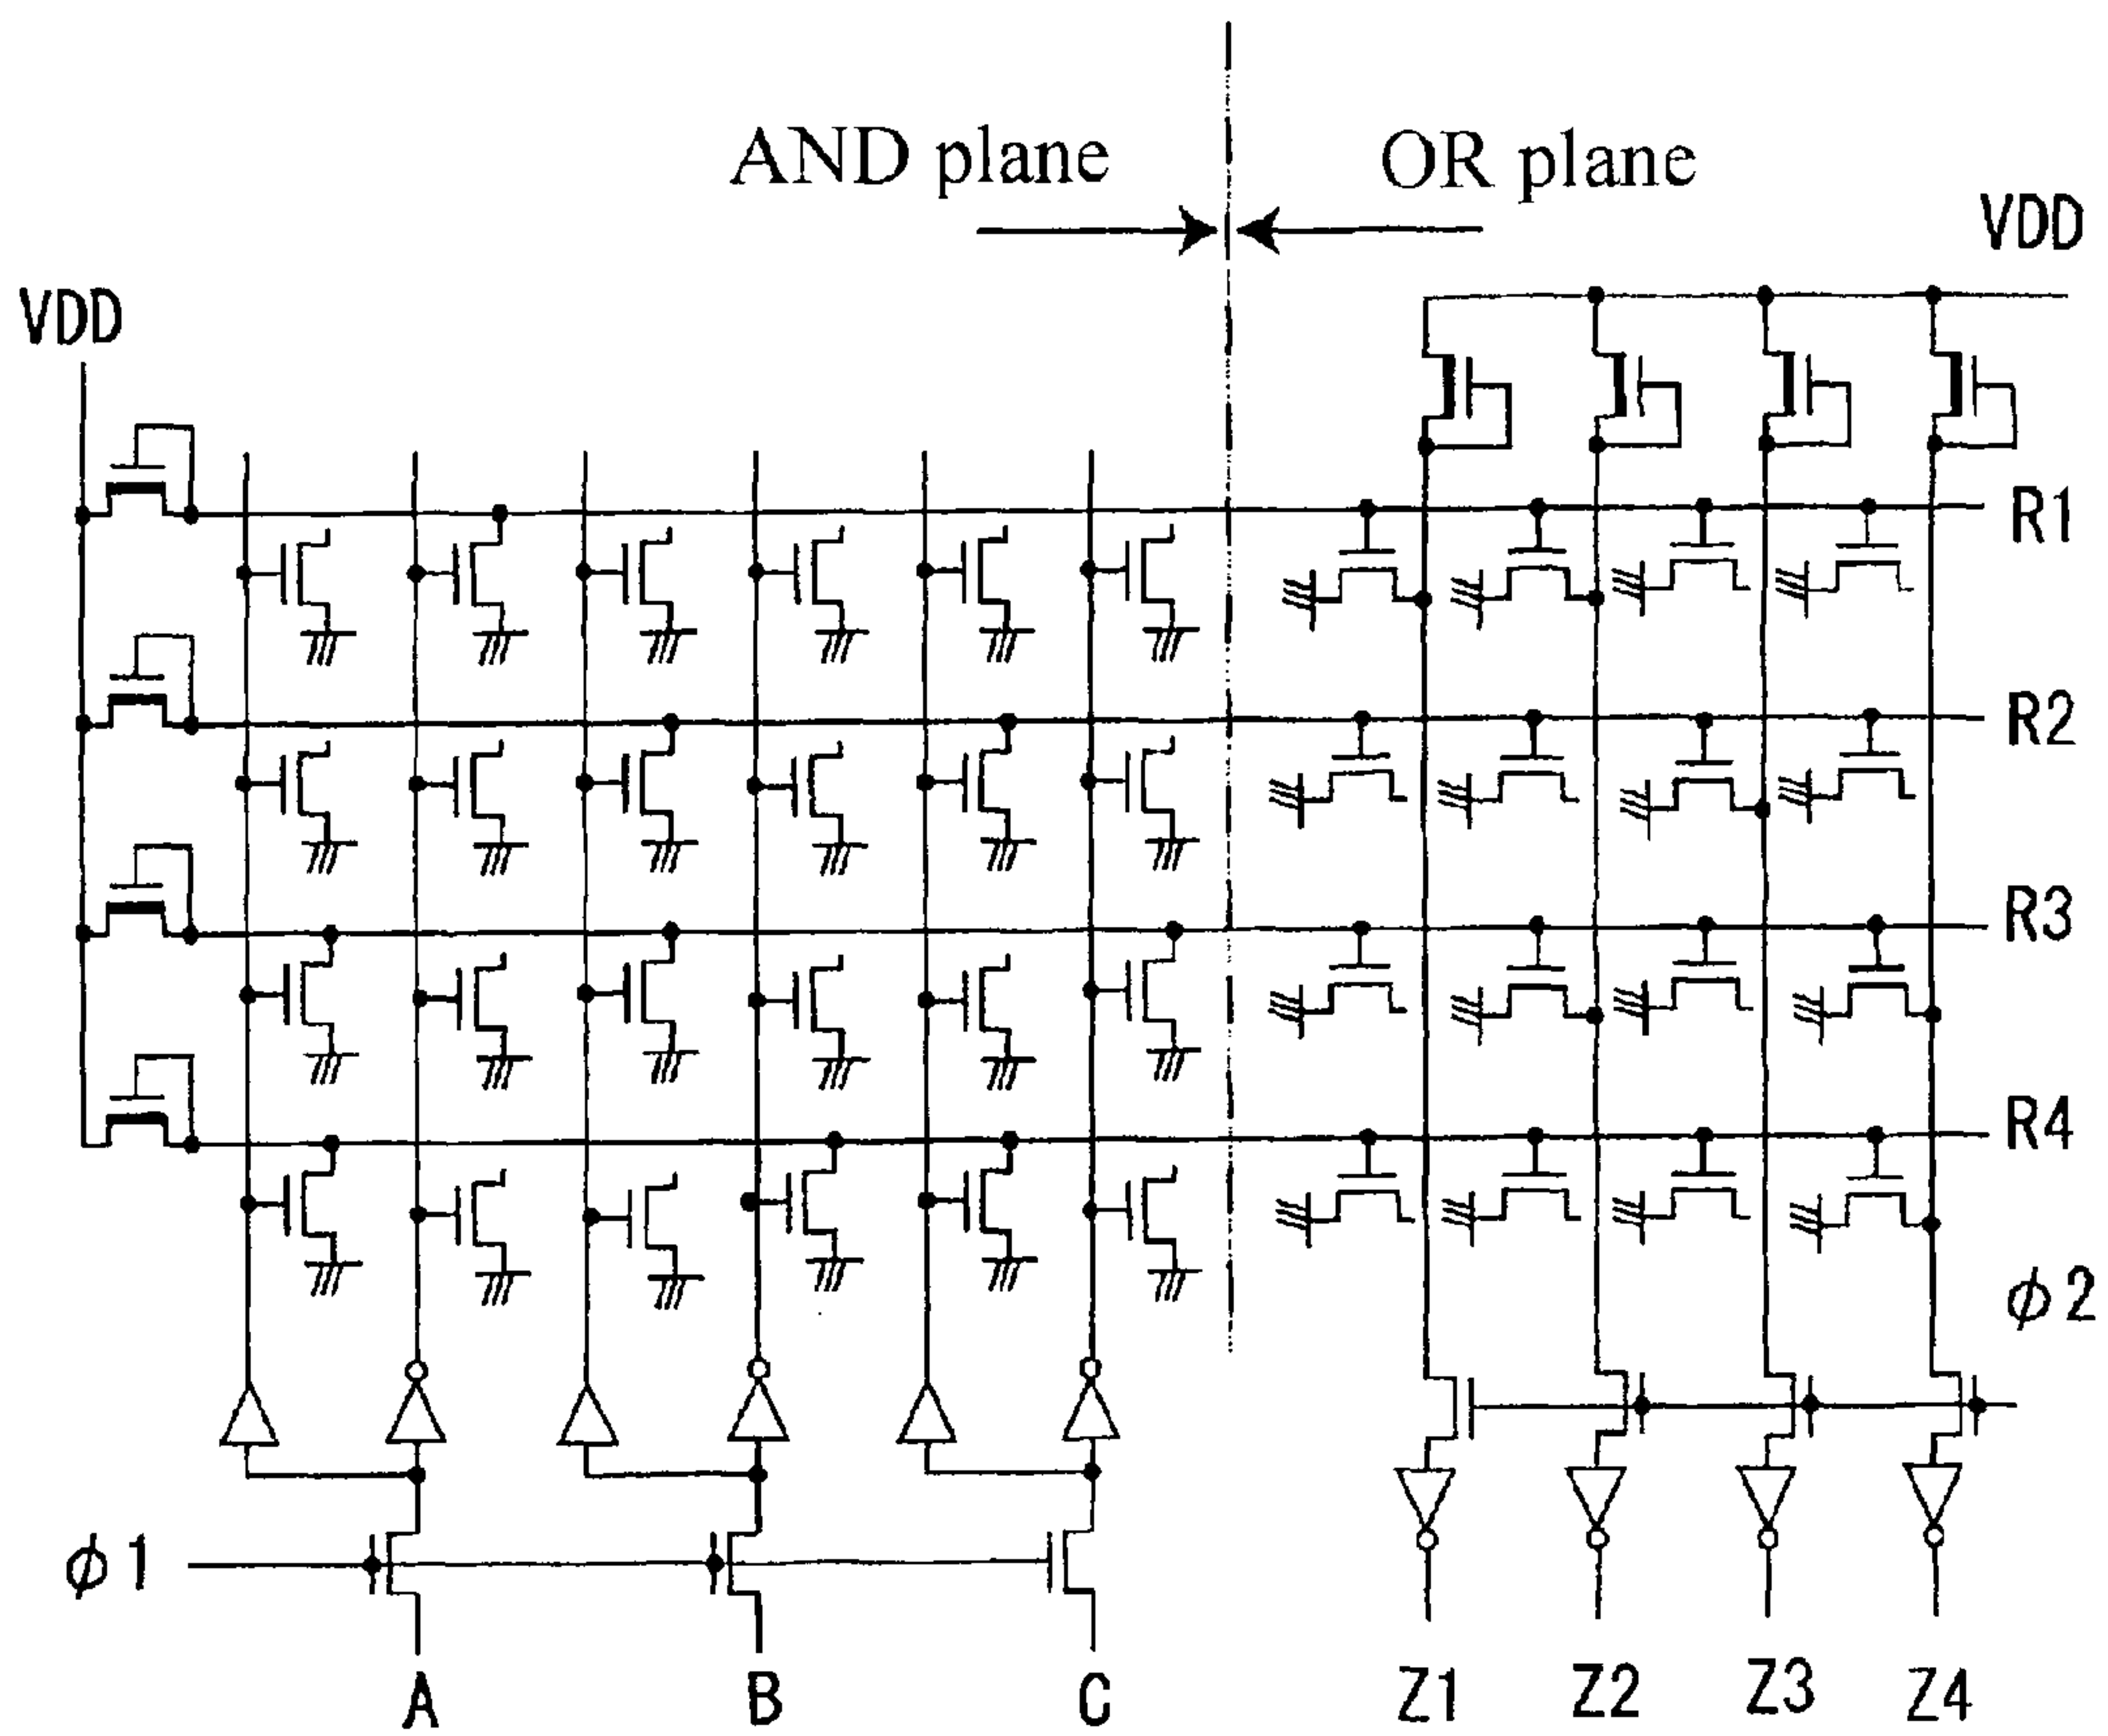 AND plane
OR plane
VDD
VDD
R1
R2
R3
R4
ϕ2
ϕ1
A
B
C
Z1
Z2
Z3
Z4